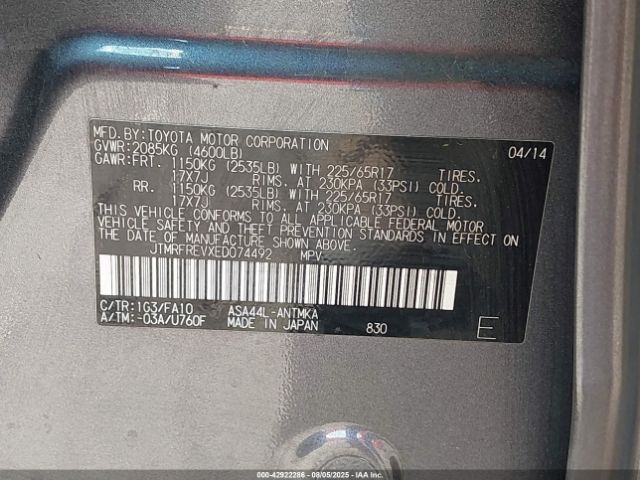 MFD. BY: TOYOTA MOTOR CORPORATION 04/14
GVWR: 2085KG (4600LB)
GAWR: FRT. 1150KG (2535LB) WITH 225/65R17 TIRES.
17X7J RIMS. AT 230KPA (33PSI) COLD.
RR. 1150KG (2535LB) WITH 225/65R17 TIRES.
17X7J RIMS. AT 230KPA (33PSI) COLD.
THIS VEHICLE CONFORMS TO ALL APPLICABLE FEDERAL MOTOR
VEHICLE SAFETY AND THEFT PREVENTION STANDARDS IN EFFECT ON
THE DATE OF MANUFACTURE SHOWN ABOVE.
JTMRFREVXED074492 MPV
C/TR: 1G3/FA10 ASA44L-ANTMKA
A/TM: -03A/U760F MADE IN JAPAN 830 E
000-42922286 - 08/05/2025 - IAAI.COM